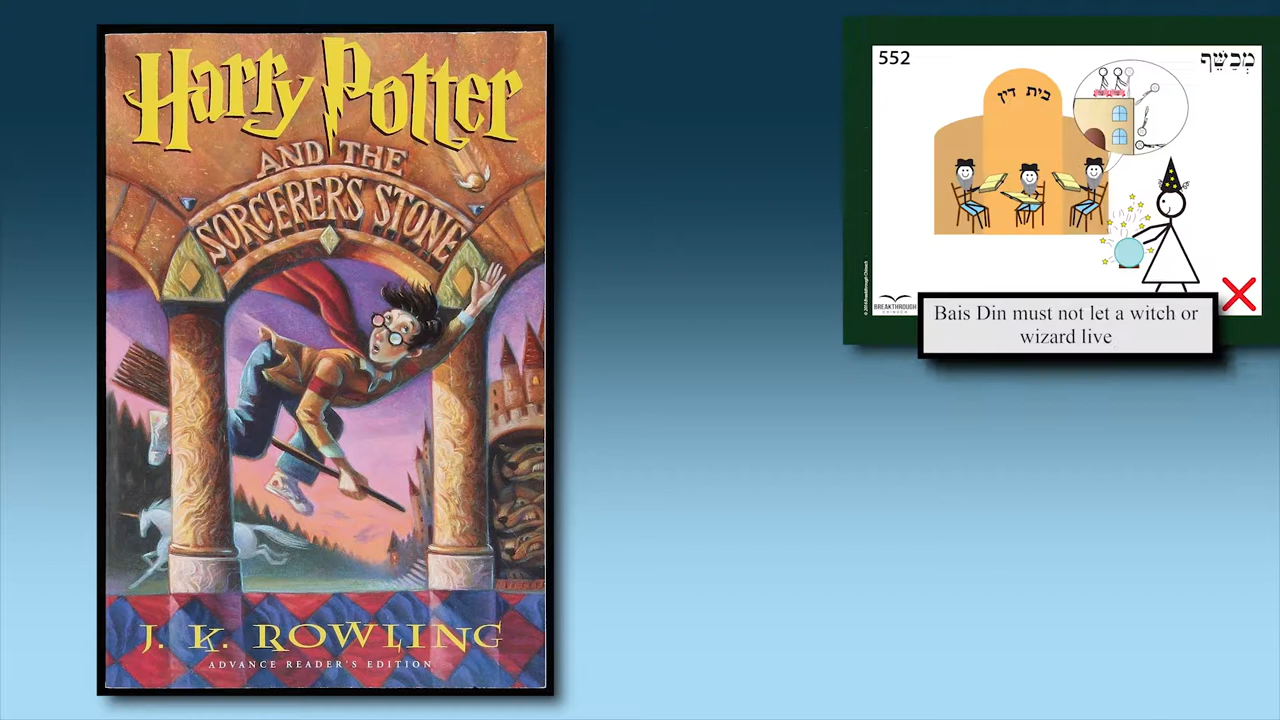 Harry Potter
AND THE
SORCERER'S STONE
J. K. ROWLING
ADVANCE READER'S EDITION
552
מְכַשֵּׁף
בית דין
BREAKTHROUGH
Bais Din must not let a witch or
wizard live